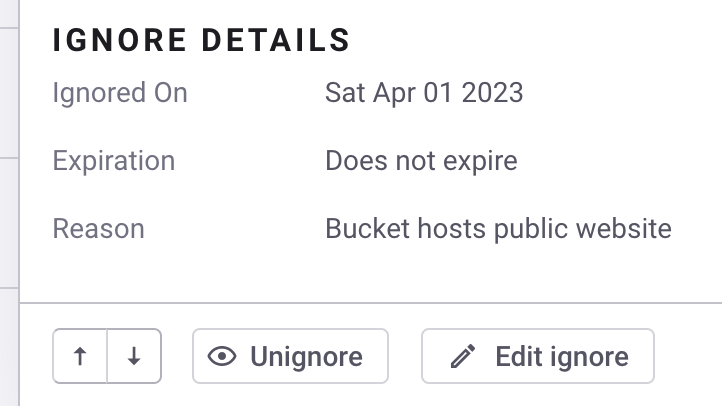 IGNORE DETAILS
Ignored On Sat Apr 01 2023
Expiration Does not expire
Reason Bucket hosts public website
Unignore Edit ignore